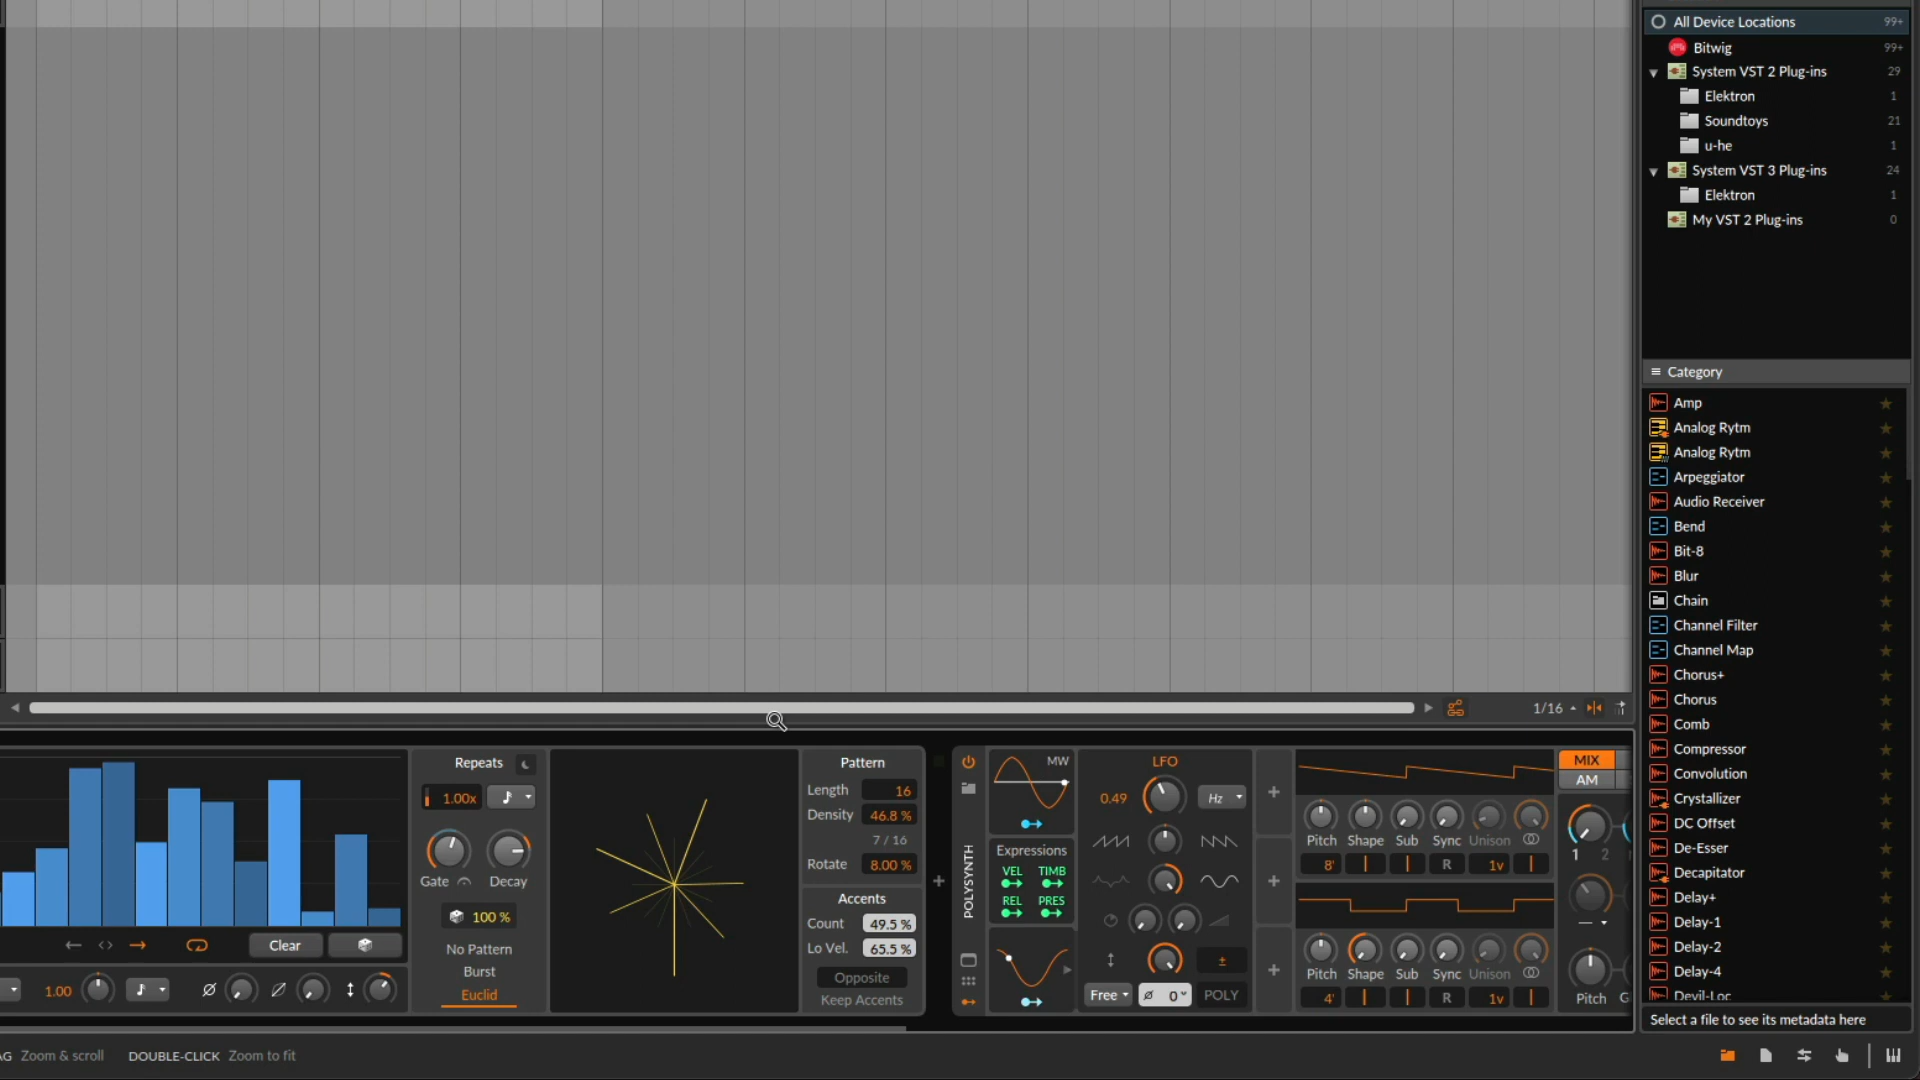 All Device Locations 99+
Bitwig 99+
System VST 2 Plug-ins 29
Elektron 1
Soundtoys 21
u-he 1
System VST 3 Plug-ins 24
Elektron 1
My VST 2 Plug-ins 0
Category
Amp
Analog Rytm
Analog Rytm
Arpeggiator
Audio Receiver
Bend
Bit-8
Blur
Chain
Channel Filter
Channel Map
Chorus+
Chorus
Comb
Compressor
Convolution
Crystallizer
DC Offset
De-Esser
Decapitator
Delay+
Delay-1
Delay-2
Delay-4
Devil-Loc
Select a file to see its metadata here
1/16
Clear
1.00
Repeats
1.00x
Gate Decay
100 %
No Pattern
Burst
Euclid
Pattern
Length 16
Density 46.8 %
7 / 16
Rotate 8.00 %
Accents
Count 49.5 %
Lo Vel. 65.5 %
Opposite
Keep Accents
POLYSYNTH
MW
Expressions
VEL TIMB
REL PRES
LFO
0.49 Hz
Free 0° POLY
Pitch Shape Sub Sync Unison
8' R 1v
Pitch Shape Sub Sync Unison
4' R 1v
MIX
AM
1 2
Pitch G
AG Zoom & scroll DOUBLE-CLICK Zoom to fit